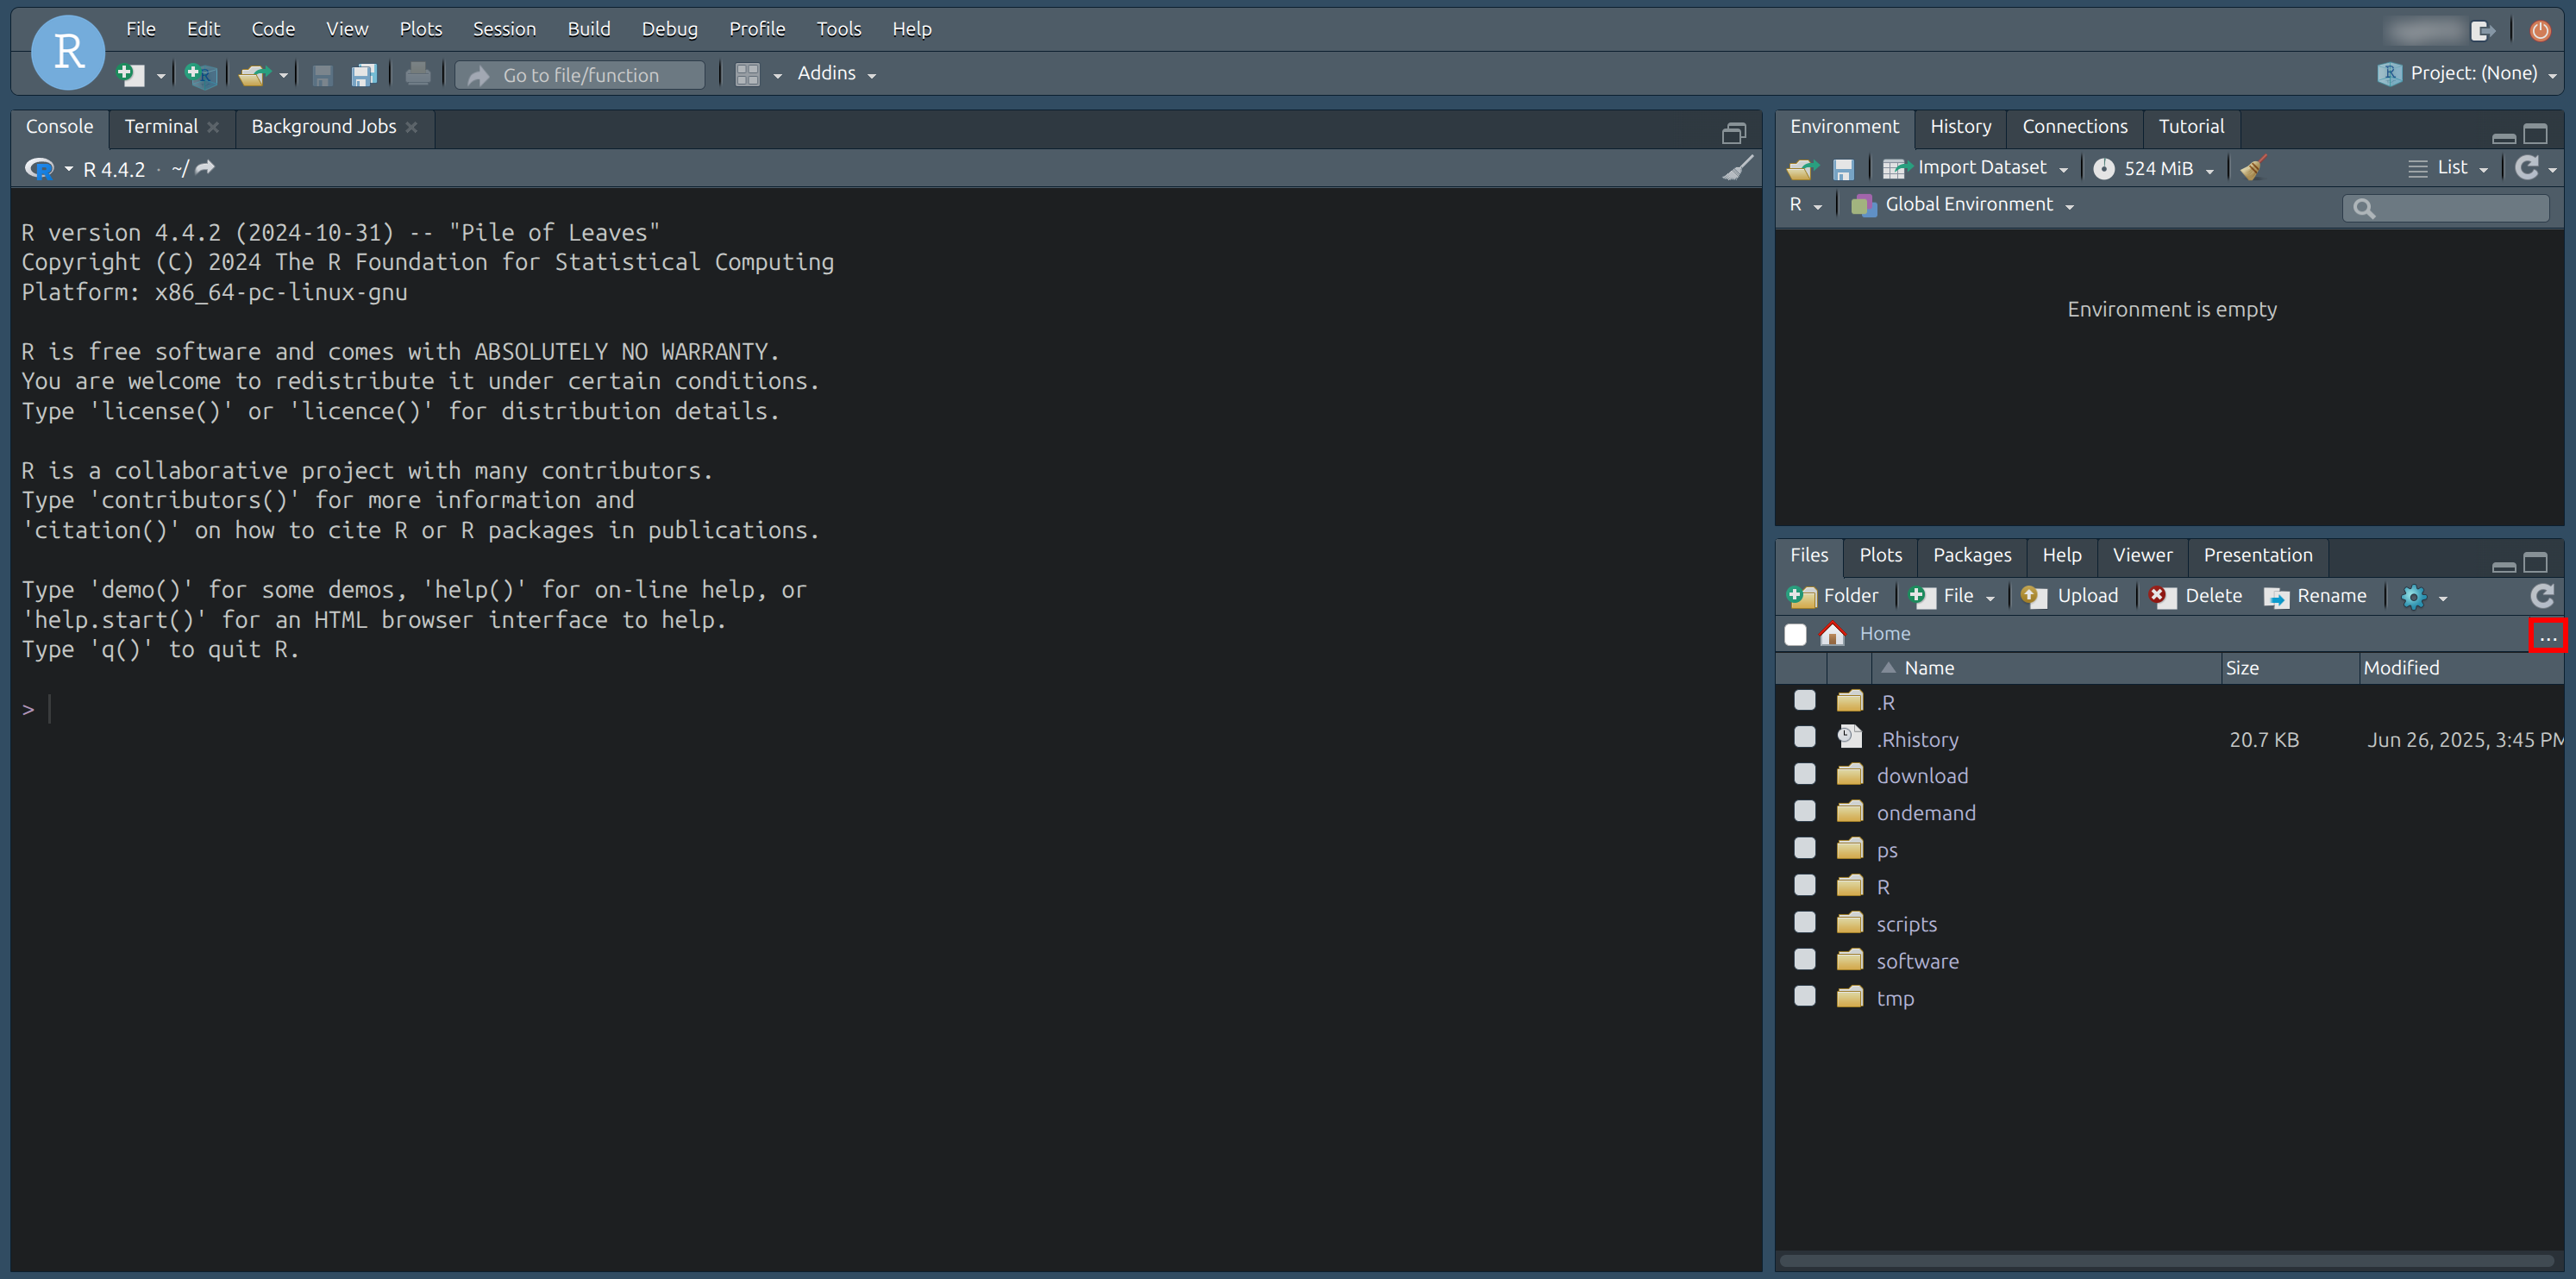 R
File Edit Code View Plots Session Build Debug Profile Tools Help
Go to file/function
Addins
R Project: (None)
Console Terminal Background Jobs
R 4.4.2 · ~/
R version 4.4.2 (2024-10-31) -- "Pile of Leaves"
Copyright (C) 2024 The R Foundation for Statistical Computing
Platform: x86_64-pc-linux-gnu
R is free software and comes with ABSOLUTELY NO WARRANTY.
You are welcome to redistribute it under certain conditions.
Type 'license()' or 'licence()' for distribution details.
R is a collaborative project with many contributors.
Type 'contributors()' for more information and
'citation()' on how to cite R or R packages in publications.
Type 'demo()' for some demos, 'help()' for on-line help, or
'help.start()' for an HTML browser interface to help.
Type 'q()' to quit R.
>
Environment History Connections Tutorial
Import Dataset 524 MiB List
R Global Environment
Environment is empty
Files Plots Packages Help Viewer Presentation
Folder File Upload Delete Rename
Home ...
Name Size Modified
.R
.Rhistory 20.7 KB Jun 26, 2025, 3:45 PM
download
ondemand
ps
R
scripts
software
tmp